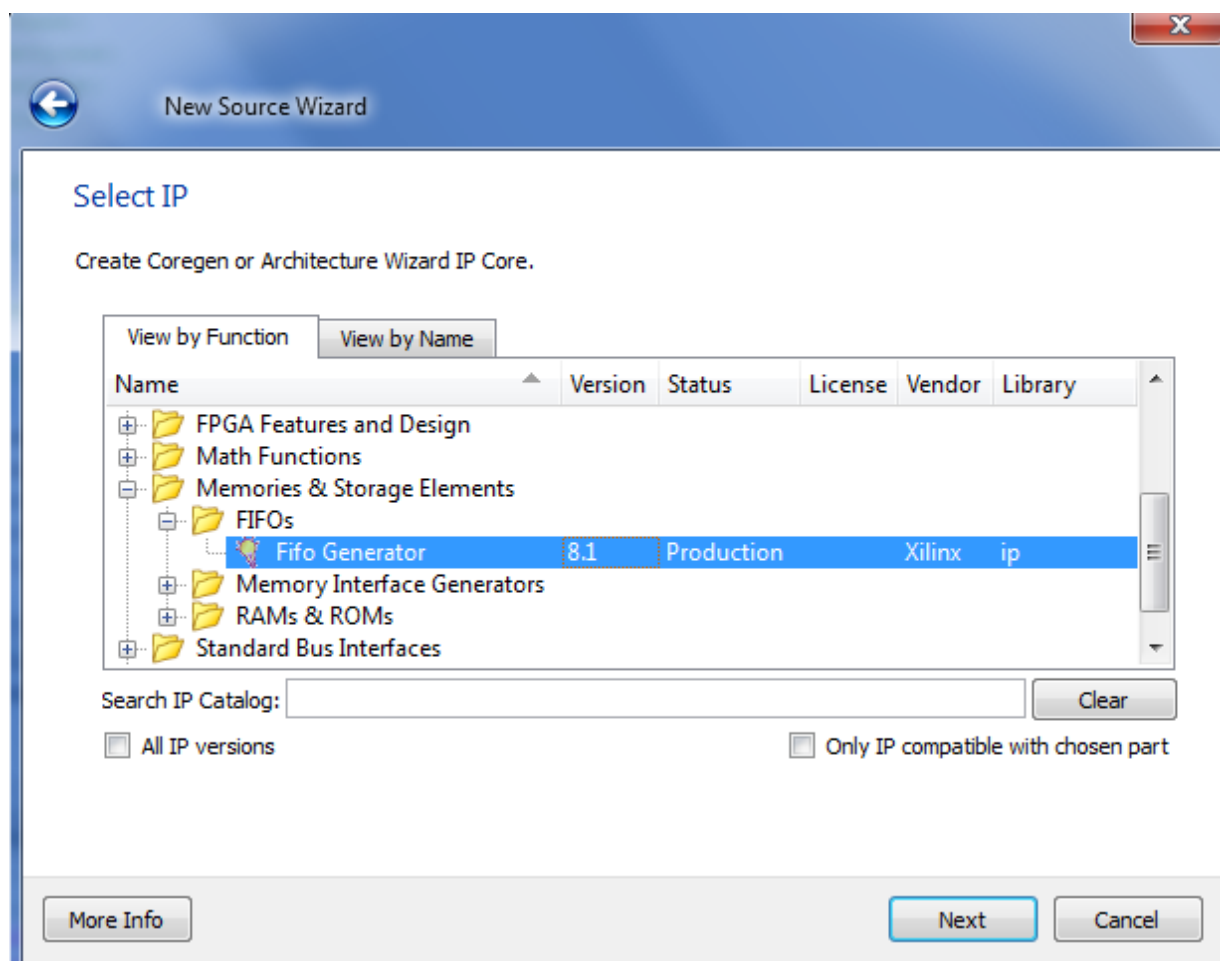 New Source Wizard
Select IP
Create Coregen or Architecture Wizard IP Core.
View by Function View by Name
Name Version Status License Vendor Library
FPGA Features and Design
Math Functions
Memories & Storage Elements
FIFOs
Fifo Generator 8.1 Production Xilinx ip
Memory Interface Generators
RAMs & ROMs
Standard Bus Interfaces
Search IP Catalog: Clear
All IP versions Only IP compatible with chosen part
More Info Next Cancel